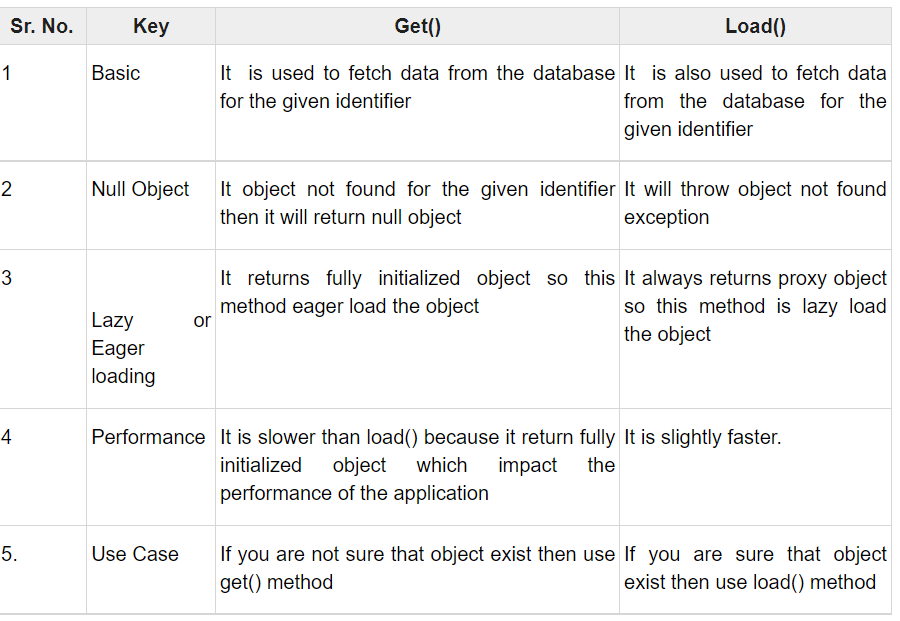 Sr. No. Key Get() Load()
1 Basic It is used to fetch data from the database
for the given identifier
It is also used to fetch data
from the database for the
given identifier
2 Null Object It object not found for the given identifier
then it will return null object
It will throw object not found
exception
3
Lazy or
Eager
loading
It returns fully initialized object so this
method eager load the object
It always returns proxy object
so this method is lazy load
the object
4 Performance It is slower than load() because it return fully
initialized object which impact the
performance of the application
It is slightly faster.
5. Use Case If you are not sure that object exist then use
get() method
If you are sure that object
exist then use load() method